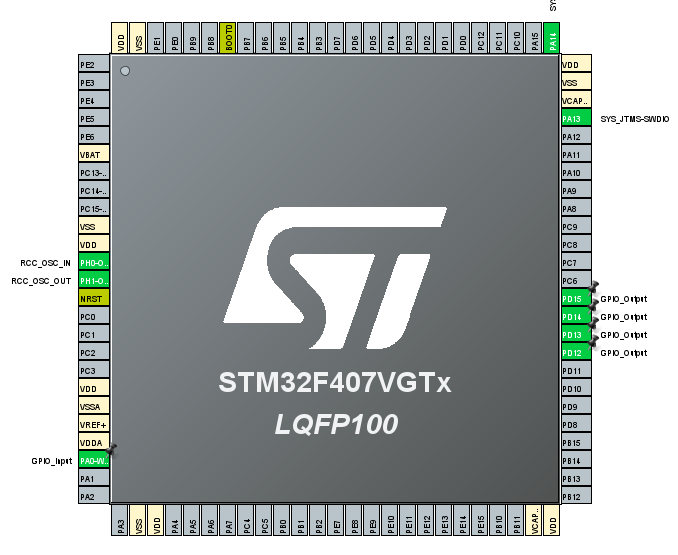 SY
VDD VSS PE1 PE0 PB9 PB8 BOOT0 PB7 PB6 PB5 PB4 PB3 PD7 PD6 PD5 PD4 PD3 PD2 PD1 PD0 PC12 PC11 PC10 PA15 PA14
PE2 VDD
PE3 VSS
PE4 VCAP..
PE5 PA13 SYS_JTMS-SWDIO
PE6 PA12
VBAT PA11
PC13-.. PA10
PC14-.. PA9
PC15-.. PA8
VSS PC9
VDD PC8
RCC_OSC_IN PH0-O.. PC7
RCC_OSC_OUT PH1-O.. PC6
NRST PD15 GPIO_Output
PC0 PD14 GPIO_Output
PC1 PD13 GPIO_Output
PC2 PD12 GPIO_Output
PC3 PD11
VDD PD10
VSSA PD9
VREF+ PD8
VDDA PB15
GPIO_Input PA0-W.. PB14
PA1 PB13
PA2 PB12
ST
STM32F407VGTx
LQFP100
PA3 VSS VDD PA4 PA5 PA6 PA7 PC4 PC5 PB0 PB1 PB2 PE7 PE8 PE9 PE10 PE11 PE12 PE13 PE14 PE15 PB10 PB11 VCAP.. VDD